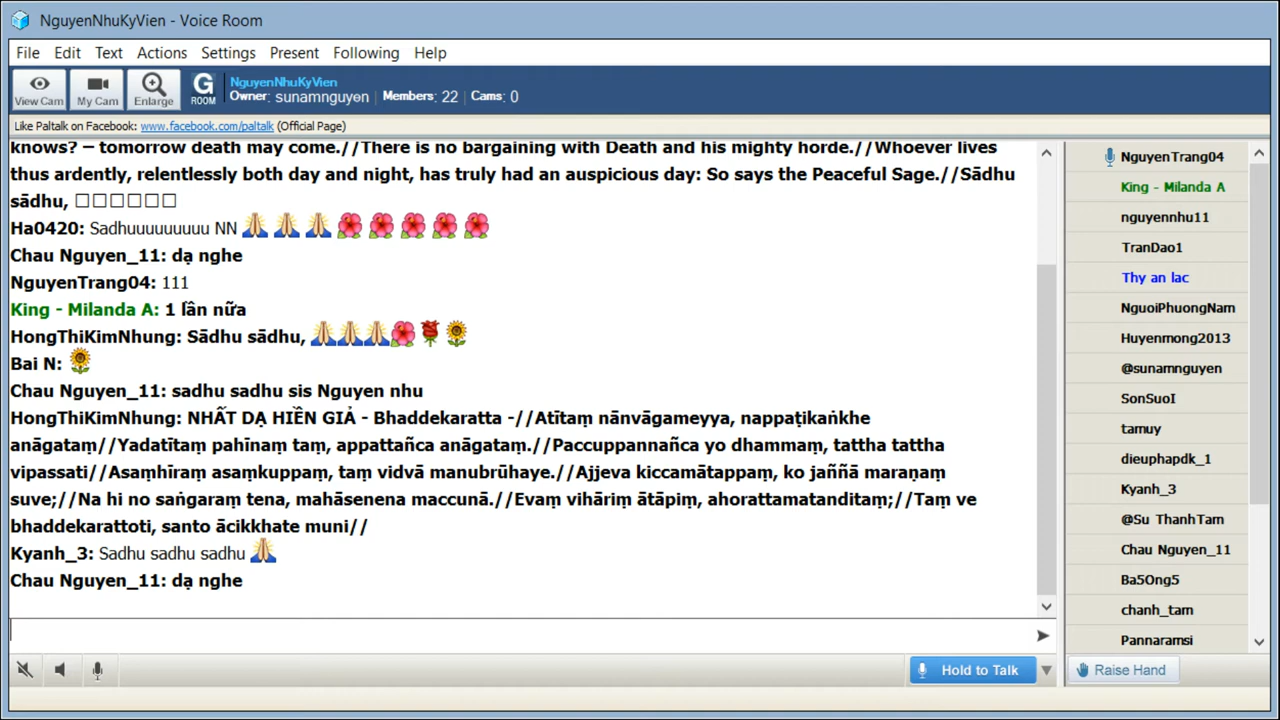 NguyenNhuKyVien - Voice Room
File Edit Text Actions Settings Present Following Help
View Cam My Cam Enlarge G ROOM
NguyenNhuKyVien
Owner: sunamnguyen | Members: 22 | Cams: 0
Like Paltalk on Facebook: www.facebook.com/paltalk (Official Page)
knows? – tomorrow death may come.//There is no bargaining with Death and his mighty horde.//Whoever lives
thus ardently, relentlessly both day and night, has truly had an auspicious day: So says the Peaceful Sage.//Sādhu
sādhu, □□□□□□
Ha0420: Sadhuuuuuuuuu NN 🙏 🙏 🙏 🌺 🌺 🌺 🌺 🌺
Chau Nguyen_11: dạ nghe
NguyenTrang04: 111
King - Milanda A: 1 lần nữa
HongThiKimNhung: Sādhu sādhu, 🙏🙏🙏🌺🌹🌻
Bai N: 🌻
Chau Nguyen_11: sadhu sadhu sis Nguyen nhu
HongThiKimNhung: NHẤT DẠ HIỀN GIẢ - Bhaddekaratta -//Atītaṃ nānvāgameyya, nappaṭikaṅkhe
anāgataṃ//Yadatītaṃ pahīnaṃ taṃ, appattañca anāgataṃ.//Paccuppannañca yo dhammaṃ, tattha tattha
vipassati//Asaṃhīraṃ asaṃkuppaṃ, taṃ vidvā manubrūhaye.//Ajjeva kiccamātappaṃ, ko jaññā maraṇaṃ
suve;//Na hi no saṅgaraṃ tena, mahāsenena maccunā.//Evaṃ vihāriṃ ātāpiṃ, ahorattamatanditaṃ;//Taṃ ve
bhaddekarattoti, santo ācikkhate muni//
Kyanh_3: Sadhu sadhu sadhu 🙏
Chau Nguyen_11: dạ nghe
Hold to Talk
NguyenTrang04
King - Milanda A
nguyennhu11
TranDao1
Thy an lac
NguoiPhuongNam
Huyenmong2013
@sunamnguyen
SonSuoI
tamuy
dieuphapdk_1
Kyanh_3
@Su ThanhTam
Chau Nguyen_11
Ba5Ong5
chanh_tam
Pannaramsi
Raise Hand